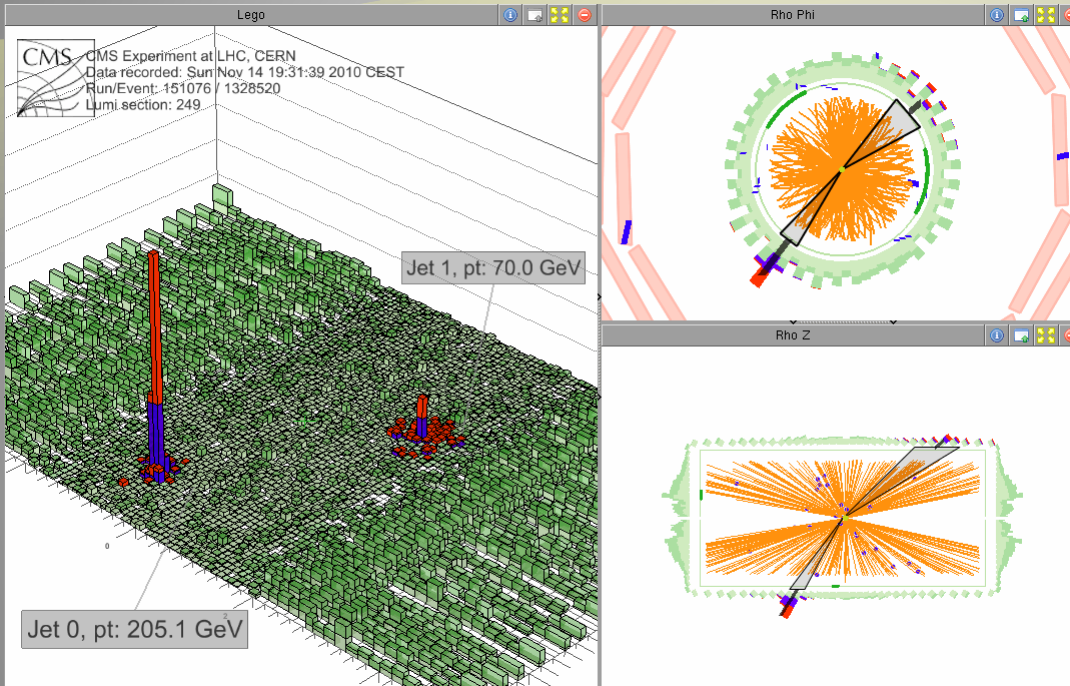 Lego
CMS
CMS Experiment at LHC, CERN
Data recorded: Sun Nov 14 19:31:39 2010 CEST
Run/Event: 151076 / 1328520
Lumi section: 249
Jet 1, pt: 70.0 GeV
0
2
Jet 0, pt: 205.1 GeV
Rho Phi
Rho Z